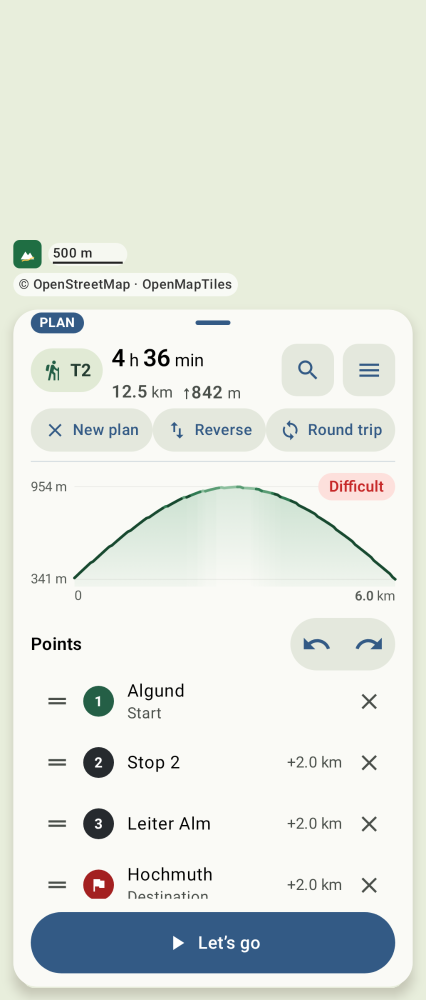 500 m
© OpenStreetMap · OpenMapTiles
PLAN
T2
4 h 36 min
12.5 km ↑842 m
New plan
Reverse
Round trip
954 m
Difficult
341 m
0
6.0 km
Points
1
Algund
Start
2
Stop 2
+2.0 km
3
Leiter Alm
+2.0 km
Hochmuth
Destination
+2.0 km
Let’s go